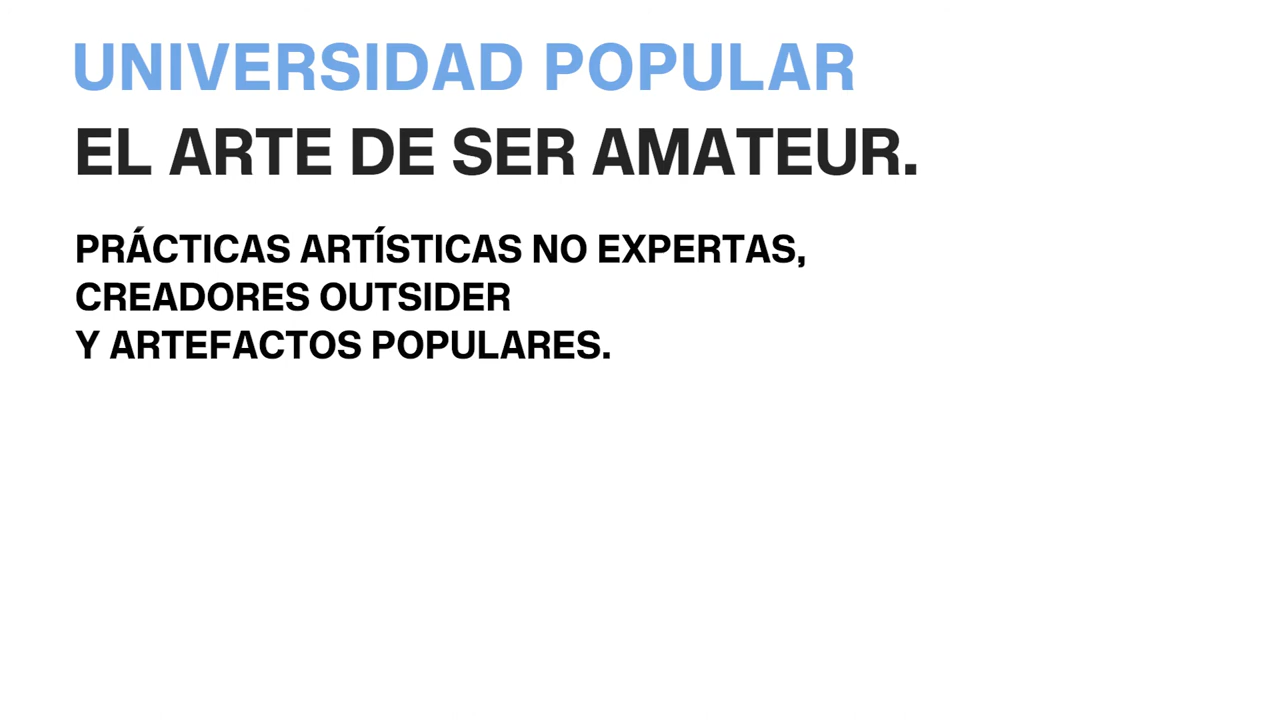 UNIVERSIDAD POPULAR
EL ARTE DE SER AMATEUR.
PRÁCTICAS ARTÍSTICAS NO EXPERTAS,
CREADORES OUTSIDER
Y ARTEFACTOS POPULARES.